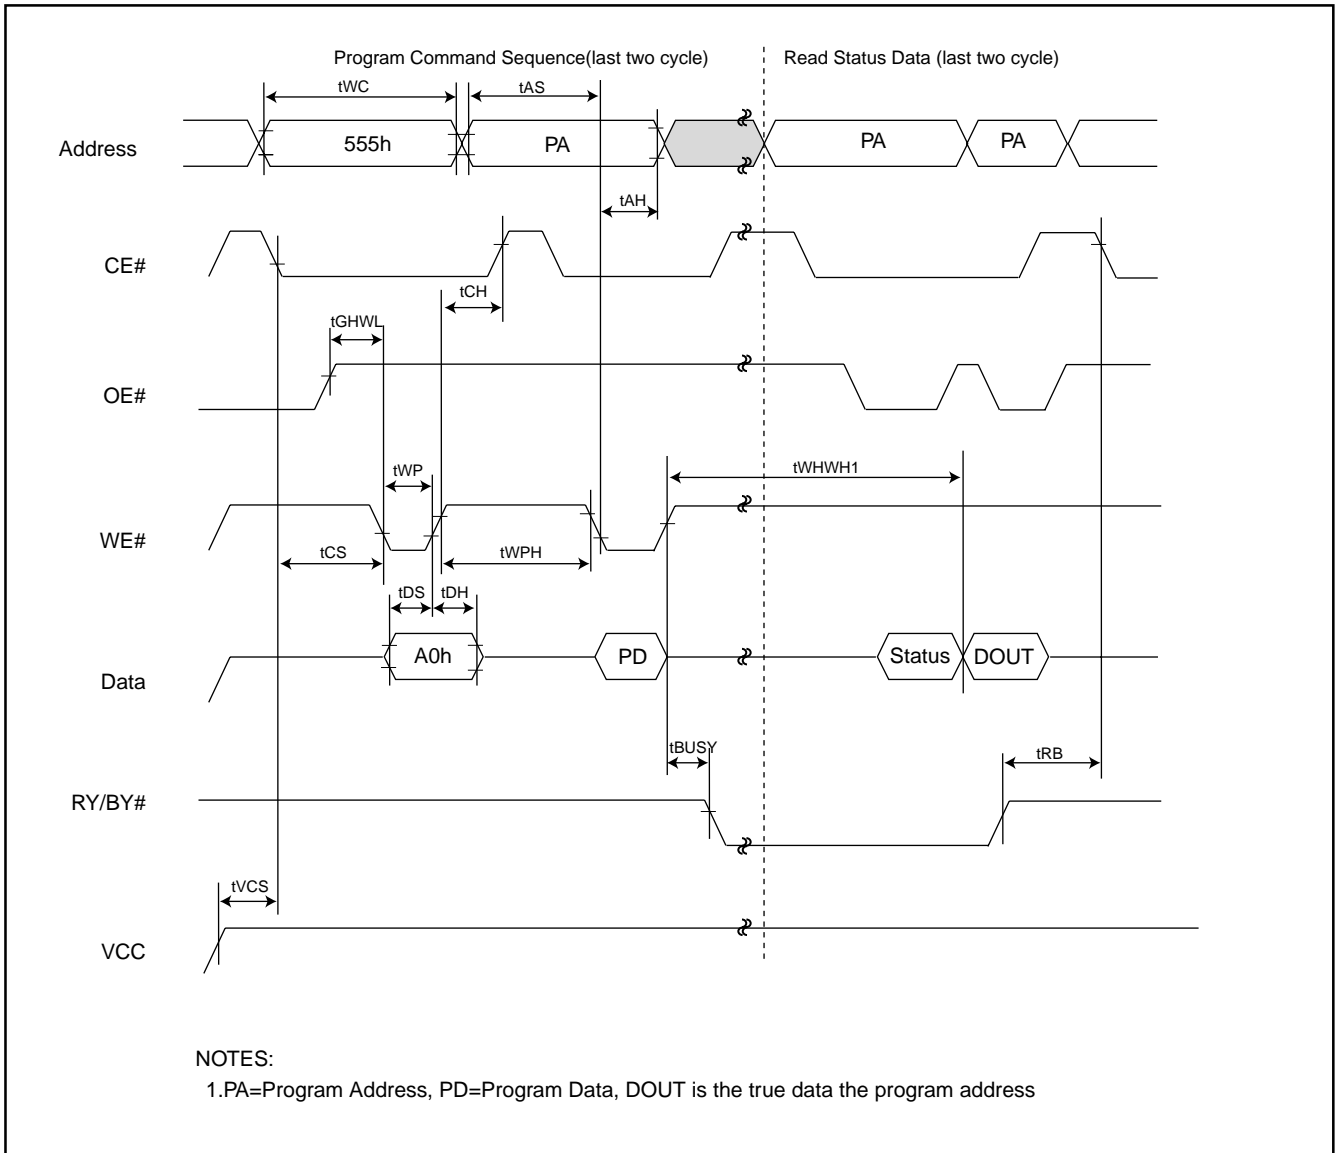 Program Command Sequence(last two cycle)
Read Status Data (last two cycle)
tWC
tAS
Address
555h
PA
PA
PA
tAH
CE#
tCH
tGHWL
OE#
tWP
tWHWH1
WE#
tCS
tWPH
tDS
tDH
A0h
PD
Status
DOUT
Data
tBUSY
tRB
RY/BY#
tVCS
VCC
NOTES:
1.PA=Program Address, PD=Program Data, DOUT is the true data the program address